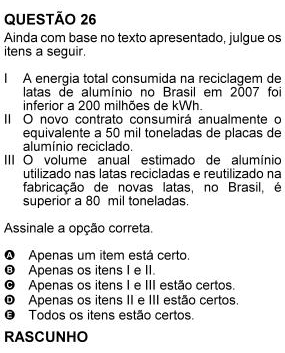 QUESTÃO 26
Ainda com base no texto apresentado, julgue os
itens a seguir.
I A energia total consumida na reciclagem de
latas de alumínio no Brasil em 2007 foi
inferior a 200 milhões de kWh.
II O novo contrato consumirá anualmente o
equivalente a 50 mil toneladas de placas de
alumínio reciclado.
III O volume anual estimado de alumínio
utilizado nas latas recicladas e reutilizado na
fabricação de novas latas, no Brasil, é
superior a 80 mil toneladas.
Assinale a opção correta.
A Apenas um item está certo.
B Apenas os itens I e II.
C Apenas os itens I e III estão certos.
D Apenas os itens II e III estão certos.
E Todos os itens estão certos.
RASCUNHO